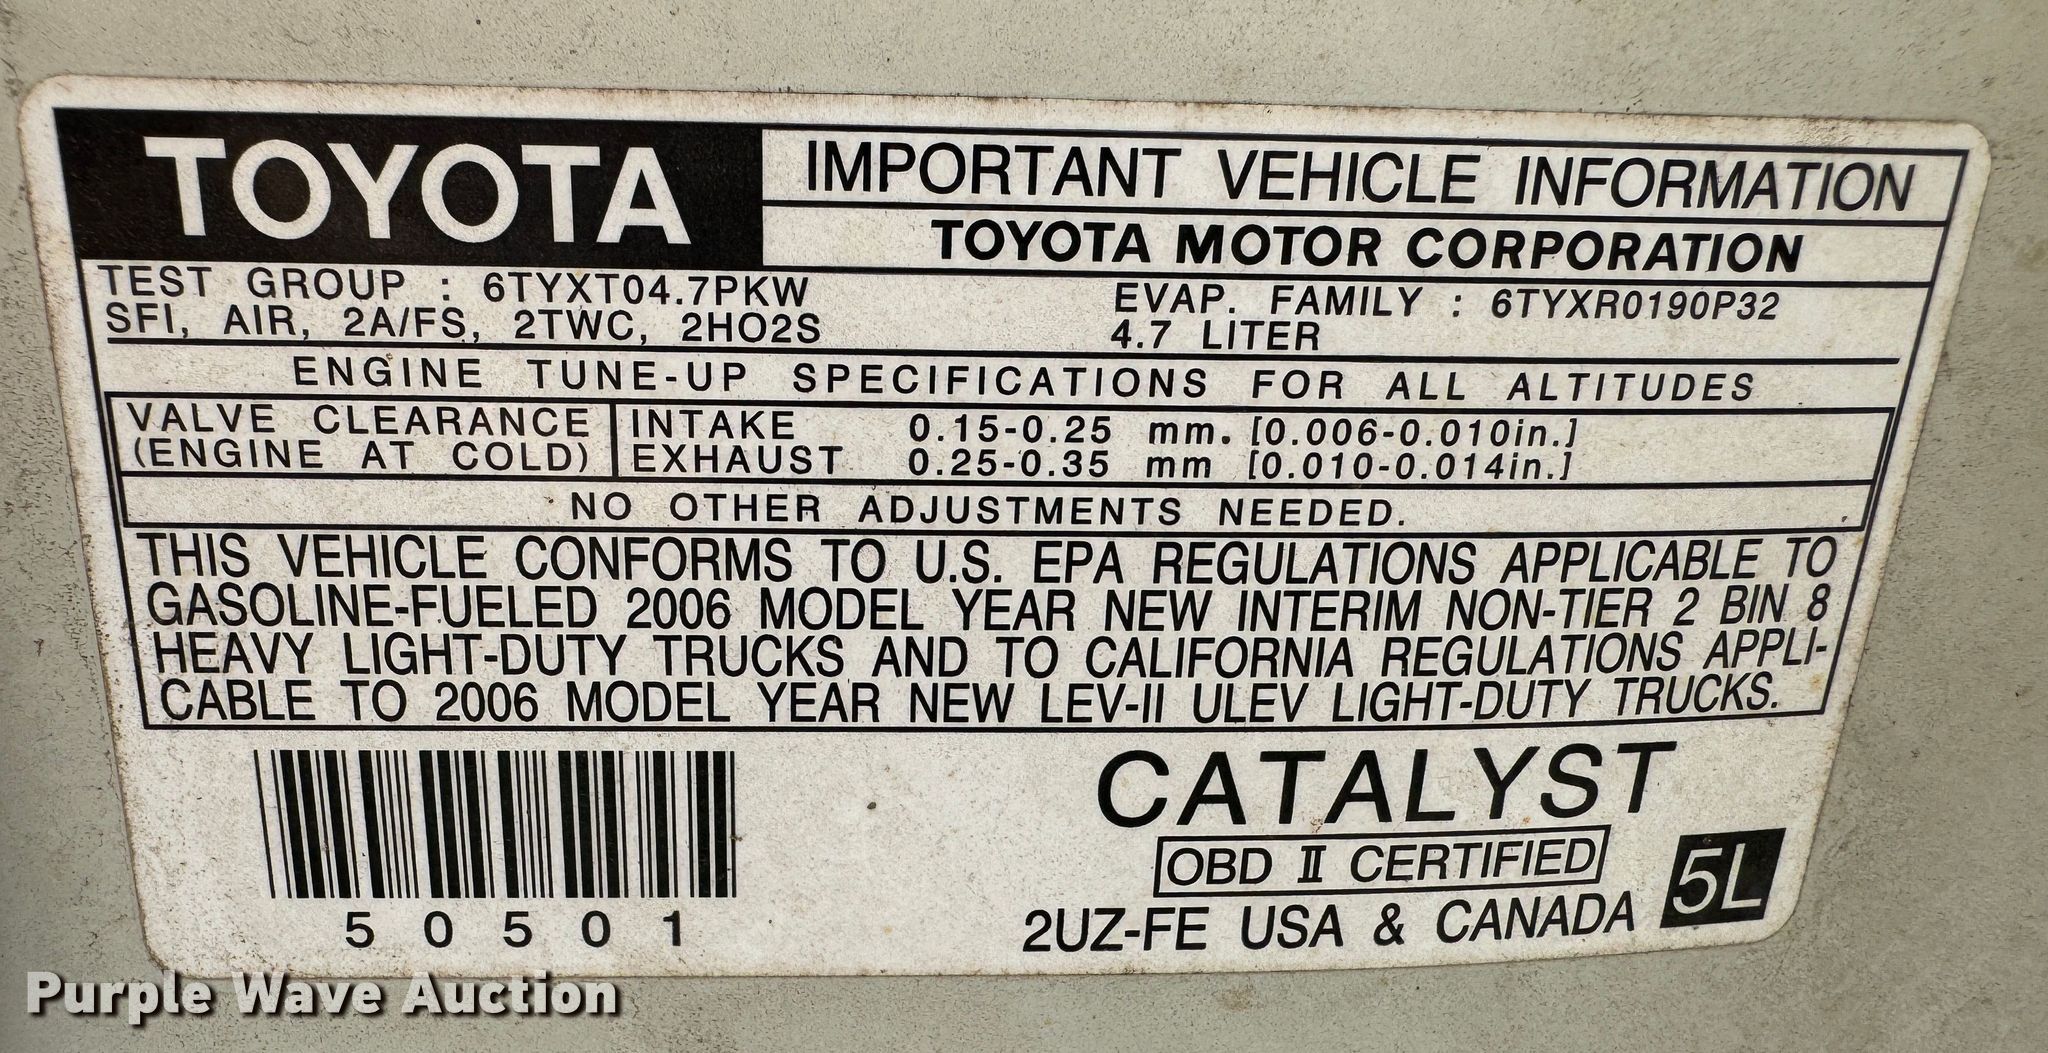 TOYOTA
IMPORTANT VEHICLE INFORMATION
TOYOTA MOTOR CORPORATION
TEST GROUP : 6TYXT04.7PKW
EVAP. FAMILY : 6TYXR0190P32
SFI, AIR, 2A/FS, 2TWC, 2HO2S
4.7 LITER
ENGINE TUNE-UP SPECIFICATIONS FOR ALL ALTITUDES
VALVE CLEARANCE
(ENGINE AT COLD)
INTAKE 0.15-0.25 mm. [0.006-0.010in.]
EXHAUST 0.25-0.35 mm [0.010-0.014in.]
NO OTHER ADJUSTMENTS NEEDED.
THIS VEHICLE CONFORMS TO U.S. EPA REGULATIONS APPLICABLE TO
GASOLINE-FUELED 2006 MODEL YEAR NEW INTERIM NON-TIER 2 BIN 8
HEAVY LIGHT-DUTY TRUCKS AND TO CALIFORNIA REGULATIONS APPLI-
CABLE TO 2006 MODEL YEAR NEW LEV-II ULEV LIGHT-DUTY TRUCKS.
50501
CATALYST
OBD II CERTIFIED
2UZ-FE USA & CANADA
5L
Purple Wave Auction